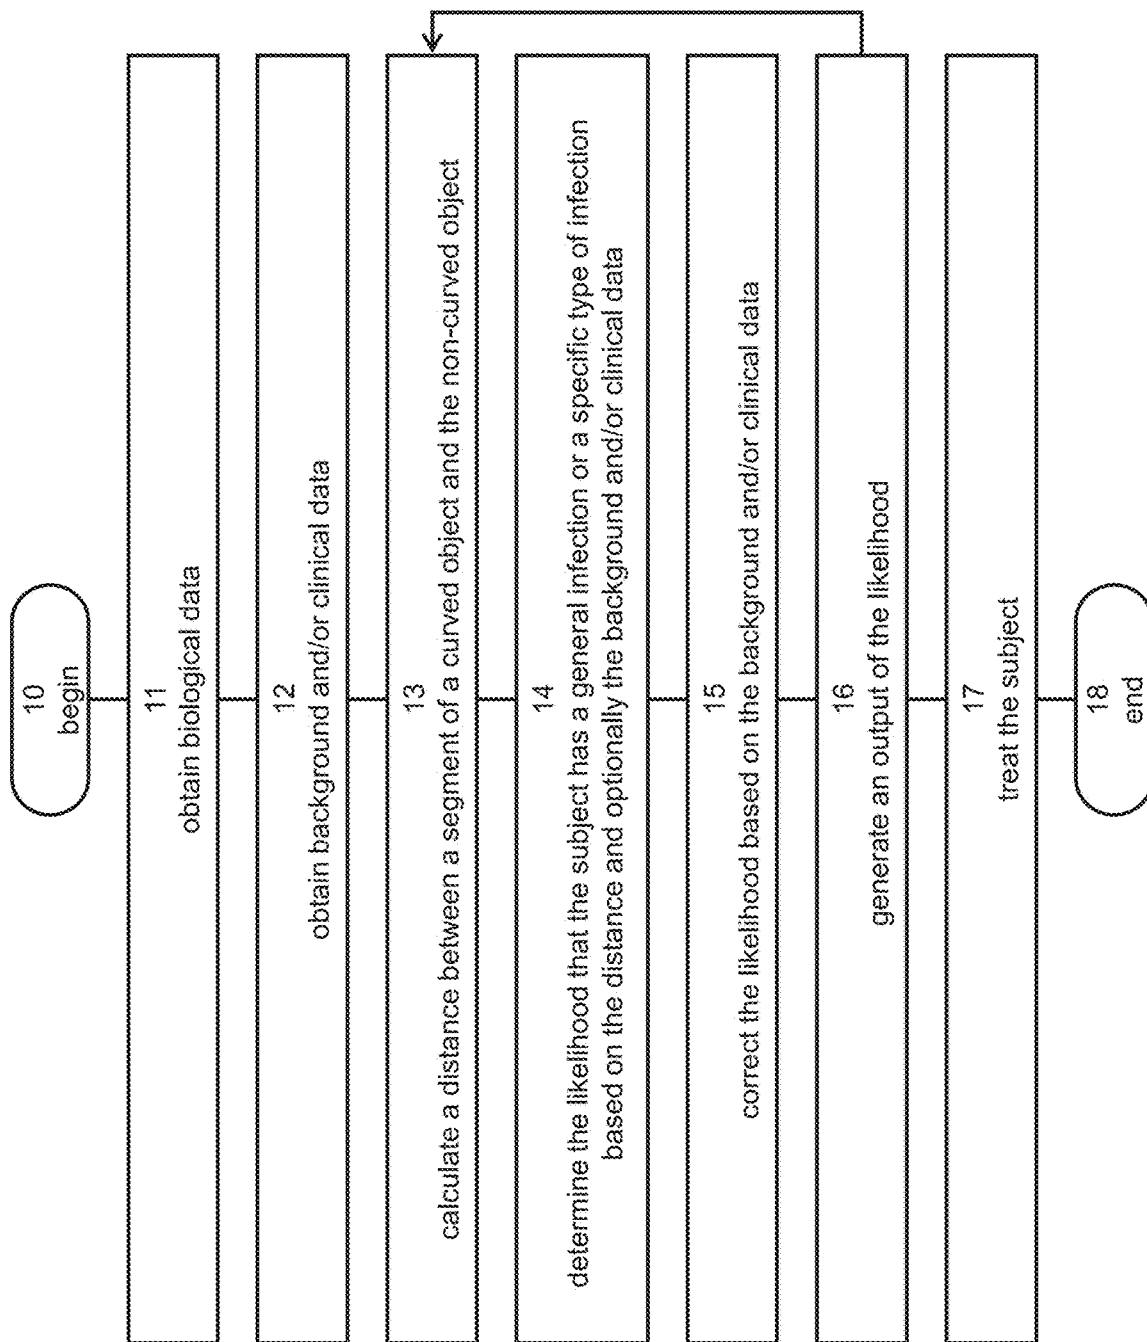 10
begin
11
obtain biological data
12
obtain background and/or clinical data
13
calculate a distance between a segment of a curved object and the non-curved object
14
determine the likelihood that the subject has a general infection or a specific type of infection
based on the distance and optionally the background and/or clinical data
15
correct the likelihood based on the background and/or clinical data
16
generate an output of the likelihood
17
treat the subject
18
end